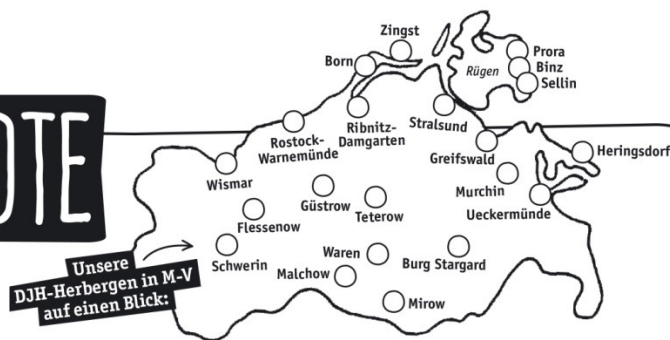 Zingst
Born
Prora
Binz
Sellin
Rügen
Rostock-
Warnemünde
Ribnitz-
Damgarten
Stralsund
Greifswald
Heringsdorf
Wismar
Murchin
Ueckermünde
Güstrow
Teterow
Flessenow
Schwerin
Waren
Malchow
Burg Stargard
Mirow
Unsere
DJH-Herbergen in M-V
auf einen Blick: